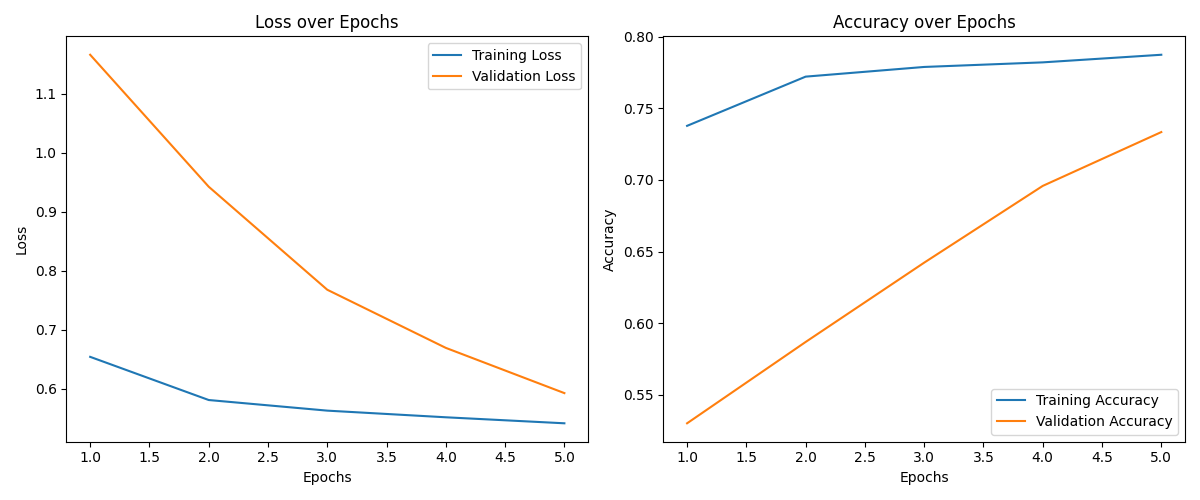 Loss over Epochs
Training Loss
Validation Loss
1.1
1.0
0.9
0.8
0.7
0.6
Loss
1.0 1.5 2.0 2.5 3.0 3.5 4.0 4.5 5.0
Epochs
Accuracy over Epochs
0.80
0.75
0.70
0.65
0.60
0.55
Accuracy
Training Accuracy
Validation Accuracy
1.0 1.5 2.0 2.5 3.0 3.5 4.0 4.5 5.0
Epochs